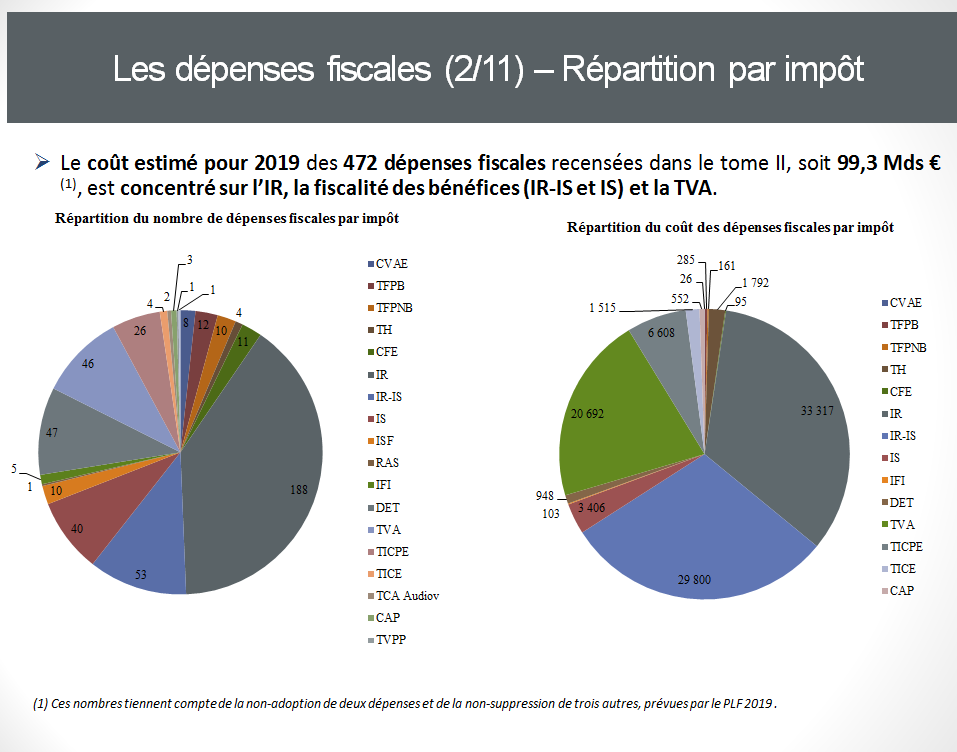 Les dépenses fiscales (2/11) – Répartition par impôt
➢ Le coût estimé pour 2019 des 472 dépenses fiscales recensées dans le tome II, soit 99,3 Mds €
(1), est concentré sur l’IR, la fiscalité des bénéfices (IR-IS et IS) et la TVA.
Répartition du nombre de dépenses fiscales par impôt
3
2
1
1
4
4
8
12
10
11
26
46
47
5
1
10
40
53
188
CVAE
TFPB
TFPNB
TH
CFE
IR
IR-IS
IS
ISF
RAS
IFI
DET
TVA
TICPE
TICE
TCA Audiov
CAP
TVPP
Répartition du coût des dépenses fiscales par impôt
285
161
26
1 792
552
95
1 515
6 608
33 317
20 692
948
103
3 406
29 800
CVAE
TFPB
TFPNB
TH
CFE
IR
IR-IS
IS
IFI
DET
TVA
TICPE
TICE
CAP
(1) Ces nombres tiennent compte de la non-adoption de deux dépenses et de la non-suppression de trois autres, prévues par le PLF 2019 .